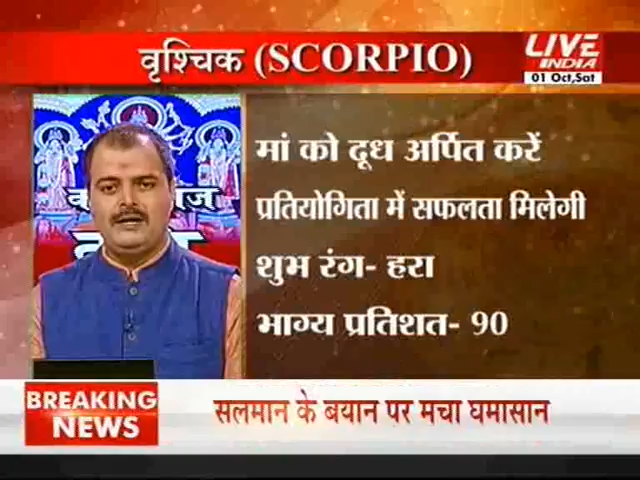 वृश्चिक (SCORPIO)
LIVE
INDIA
01 Oct,Sat
मां को दूध अर्पित करें
प्रतियोगिता में सफलता मिलेगी
शुभ रंग- हरा
भाग्य प्रतिशत- 90
BREAKING
NEWS
सलमान के बयान पर मचा घमासान